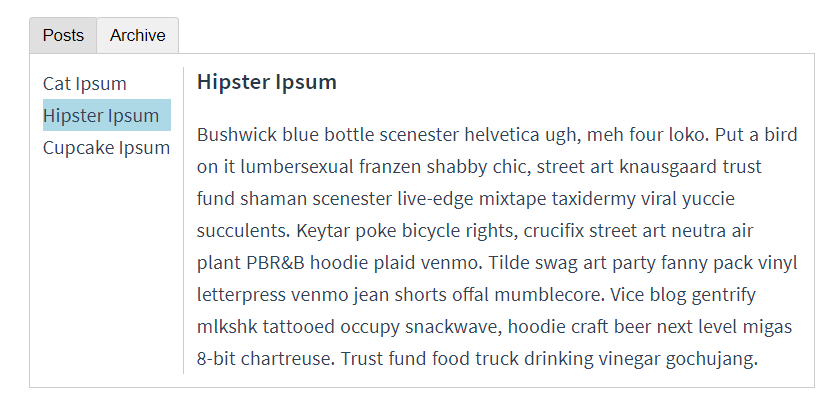 Posts Archive
Cat Ipsum
Hipster Ipsum
Cupcake Ipsum
Hipster Ipsum
Bushwick blue bottle scenester helvetica ugh, meh four loko. Put a bird
on it lumbersexual franzen shabby chic, street art knausgaard trust
fund shaman scenester live-edge mixtape taxidermy viral yuccie
succulents. Keytar poke bicycle rights, crucifix street art neutra air
plant PBR&B hoodie plaid venmo. Tilde swag art party fanny pack vinyl
letterpress venmo jean shorts offal mumblecore. Vice blog gentrify
mlkshk tattooed occupy snackwave, hoodie craft beer next level migas
8-bit chartreuse. Trust fund food truck drinking vinegar gochujang.